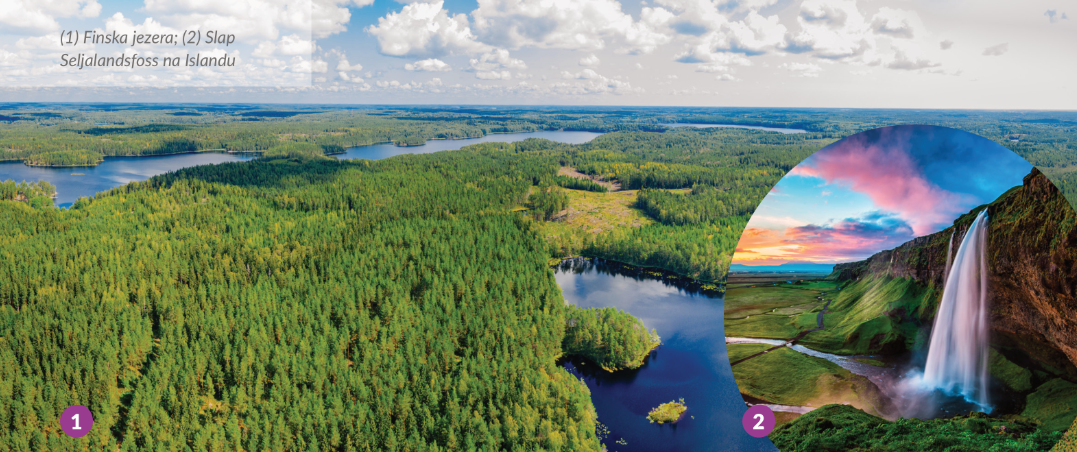 (1) Finska jezera; (2) Slap
Seljalandsfoss na Islandu
1
2